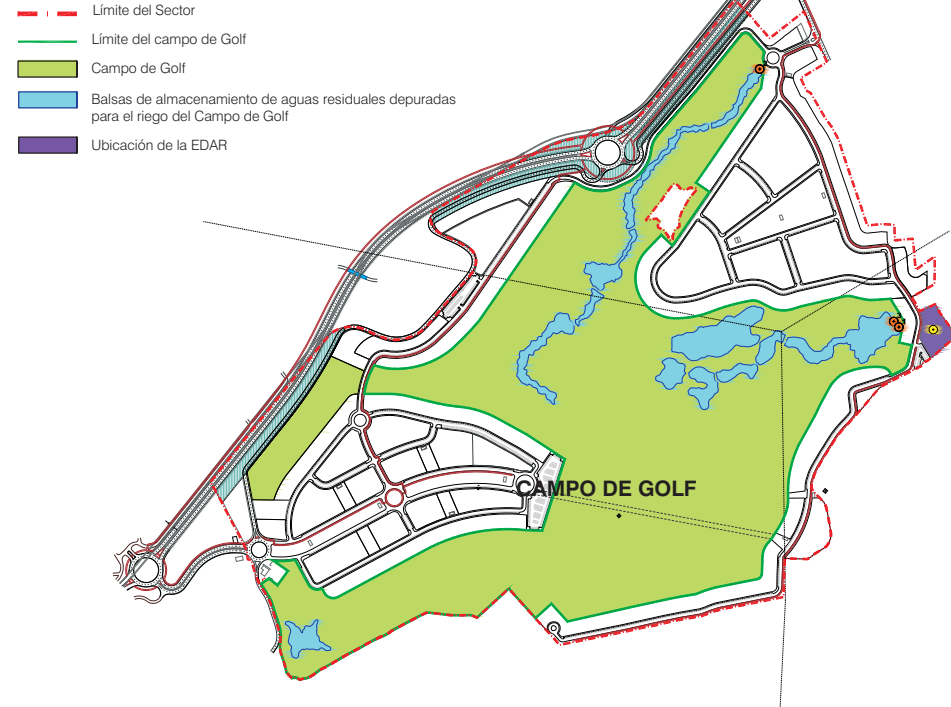 Límite del Sector
Límite del campo de Golf
Campo de Golf
Balsas de almacenamiento de aguas residuales depuradas
para el riego del Campo de Golf
Ubicación de la EDAR
CAMPO DE GOLF